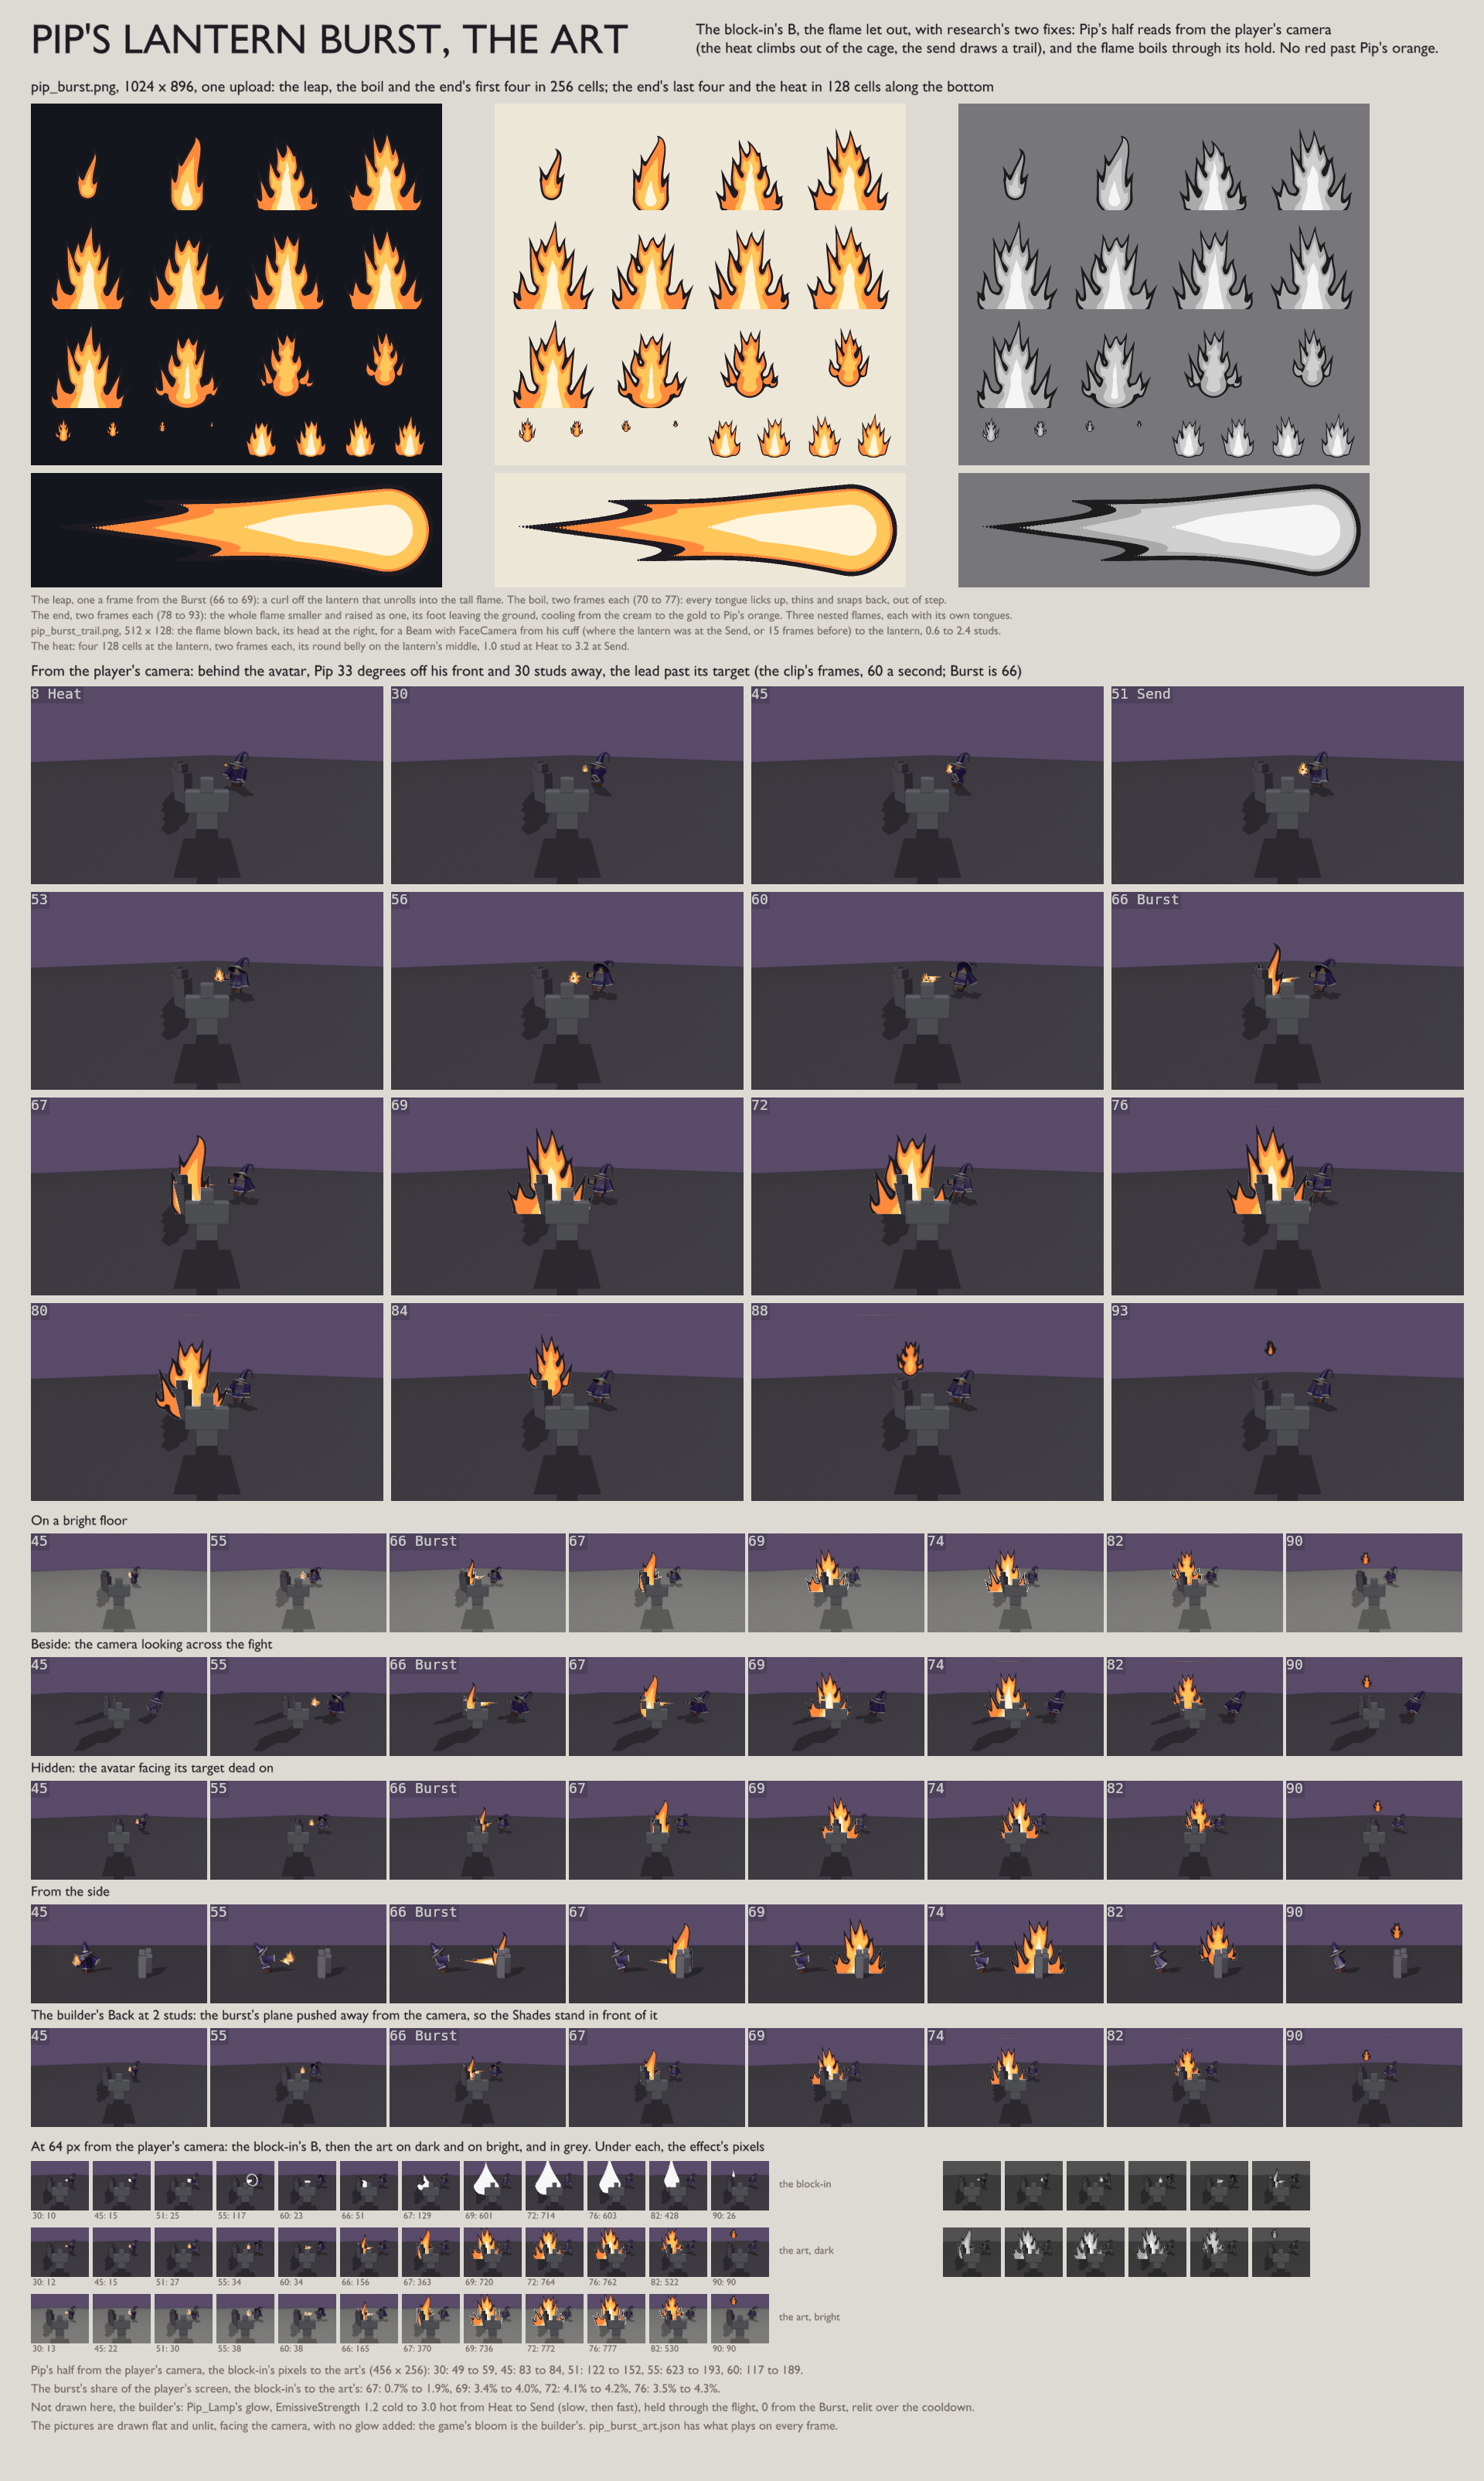 PIP'S LANTERN BURST, THE ART
The block-in's B, the flame let out, with research's two fixes: Pip's half reads from the player's camera
(the heat climbs out of the cage, the send draws a trail), and the flame boils through its hold. No red past Pip's orange.
pip_burst.png, 1024 x 896, one upload: the leap, the boil and the end's first four in 256 cells; the end's last four and the heat in 128 cells along the bottom
The leap, one a frame from the Burst (66 to 69): a curl off the lantern that unrolls into the tall flame. The boil, two frames each (70 to 77): every tongue licks up, thins and snaps back, out of step.
The end, two frames each (78 to 93): the whole flame smaller and raised as one, its foot leaving the ground, cooling from the cream to the gold to Pip's orange. Three nested flames, each with its own tongues.
pip_burst_trail.png, 512 x 128: the flame blown back, its head at the right, for a Beam with FaceCamera from his cuff (where the lantern was at the Send, or 15 frames before) to the lantern, 0.6 to 2.4 studs.
The heat: four 128 cells at the lantern, two frames each, its round belly on the lantern's middle, 1.0 stud at Heat to 3.2 at Send.
From the player's camera: behind the avatar, Pip 33 degrees off his front and 30 studs away, the lead past its target (the clip's frames, 60 a second; Burst is 66)
8 Heat 30 45 51 Send
53 56 60 66 Burst
67 69 72 76
80 84 88 93
On a bright floor
45 55 66 Burst 67 69 74 82 90
Beside: the camera looking across the fight
45 55 66 Burst 67 69 74 82 90
Hidden: the avatar facing its target dead on
45 55 66 Burst 67 69 74 82 90
From the side
45 55 66 Burst 67 69 74 82 90
The builder's Back at 2 studs: the burst's plane pushed away from the camera, so the Shades stand in front of it
45 55 66 Burst 67 69 74 82 90
At 64 px from the player's camera: the block-in's B, then the art on dark and on bright, and in grey. Under each, the effect's pixels
the block-in
30: 10 45: 15 51: 25 55: 117 60: 23 66: 51 67: 129 69: 601 72: 714 76: 603 82: 428 90: 26
the art, dark
30: 12 45: 15 51: 27 55: 34 60: 34 66: 156 67: 363 69: 720 72: 764 76: 762 82: 522 90: 90
the art, bright
30: 13 45: 22 51: 30 55: 38 60: 38 66: 165 67: 370 69: 736 72: 772 76: 777 82: 530 90: 90
Pip's half from the player's camera, the block-in's pixels to the art's (456 x 256): 30: 49 to 59, 45: 83 to 84, 51: 122 to 152, 55: 623 to 193, 60: 117 to 189.
The burst's share of the player's screen, the block-in's to the art's: 67: 0.7% to 1.9%, 69: 3.4% to 4.0%, 72: 4.1% to 4.2%, 76: 3.5% to 4.3%.
Not drawn here, the builder's: Pip_Lamp's glow, EmissiveStrength 1.2 cold to 3.0 hot from Heat to Send (slow, then fast), held through the flight, 0 from the Burst, relit over the cooldown.
The pictures are drawn flat and unlit, facing the camera, with no glow added: the game's bloom is the builder's. pip_burst_art.json has what plays on every frame.